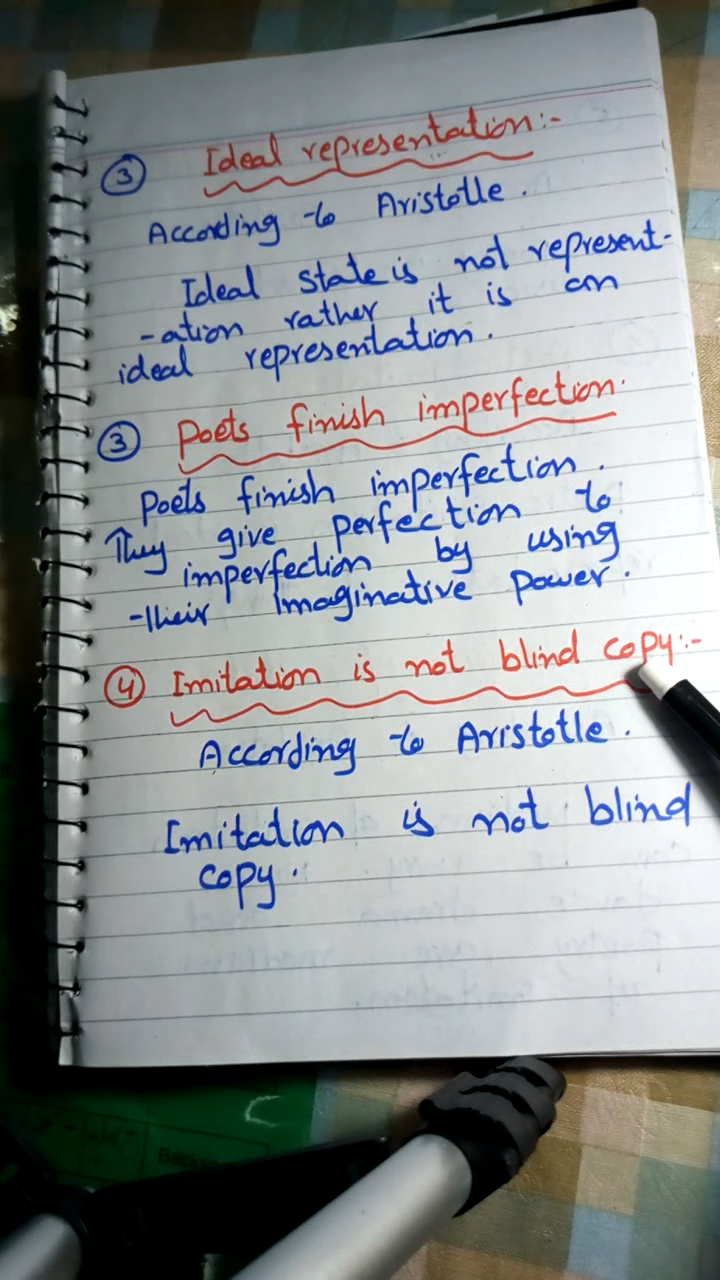 ③ Ideal representation:-
According to Aristotle.
Ideal state is not represent-
-ation rather it is an
ideal representation.
③ Poets finish imperfection.
Poets finish imperfection.
They give perfection to
imperfection by using
their Imaginative power.
④ Imitation is not blind copy:-
According to Aristotle.
Imitation is not blind
copy.